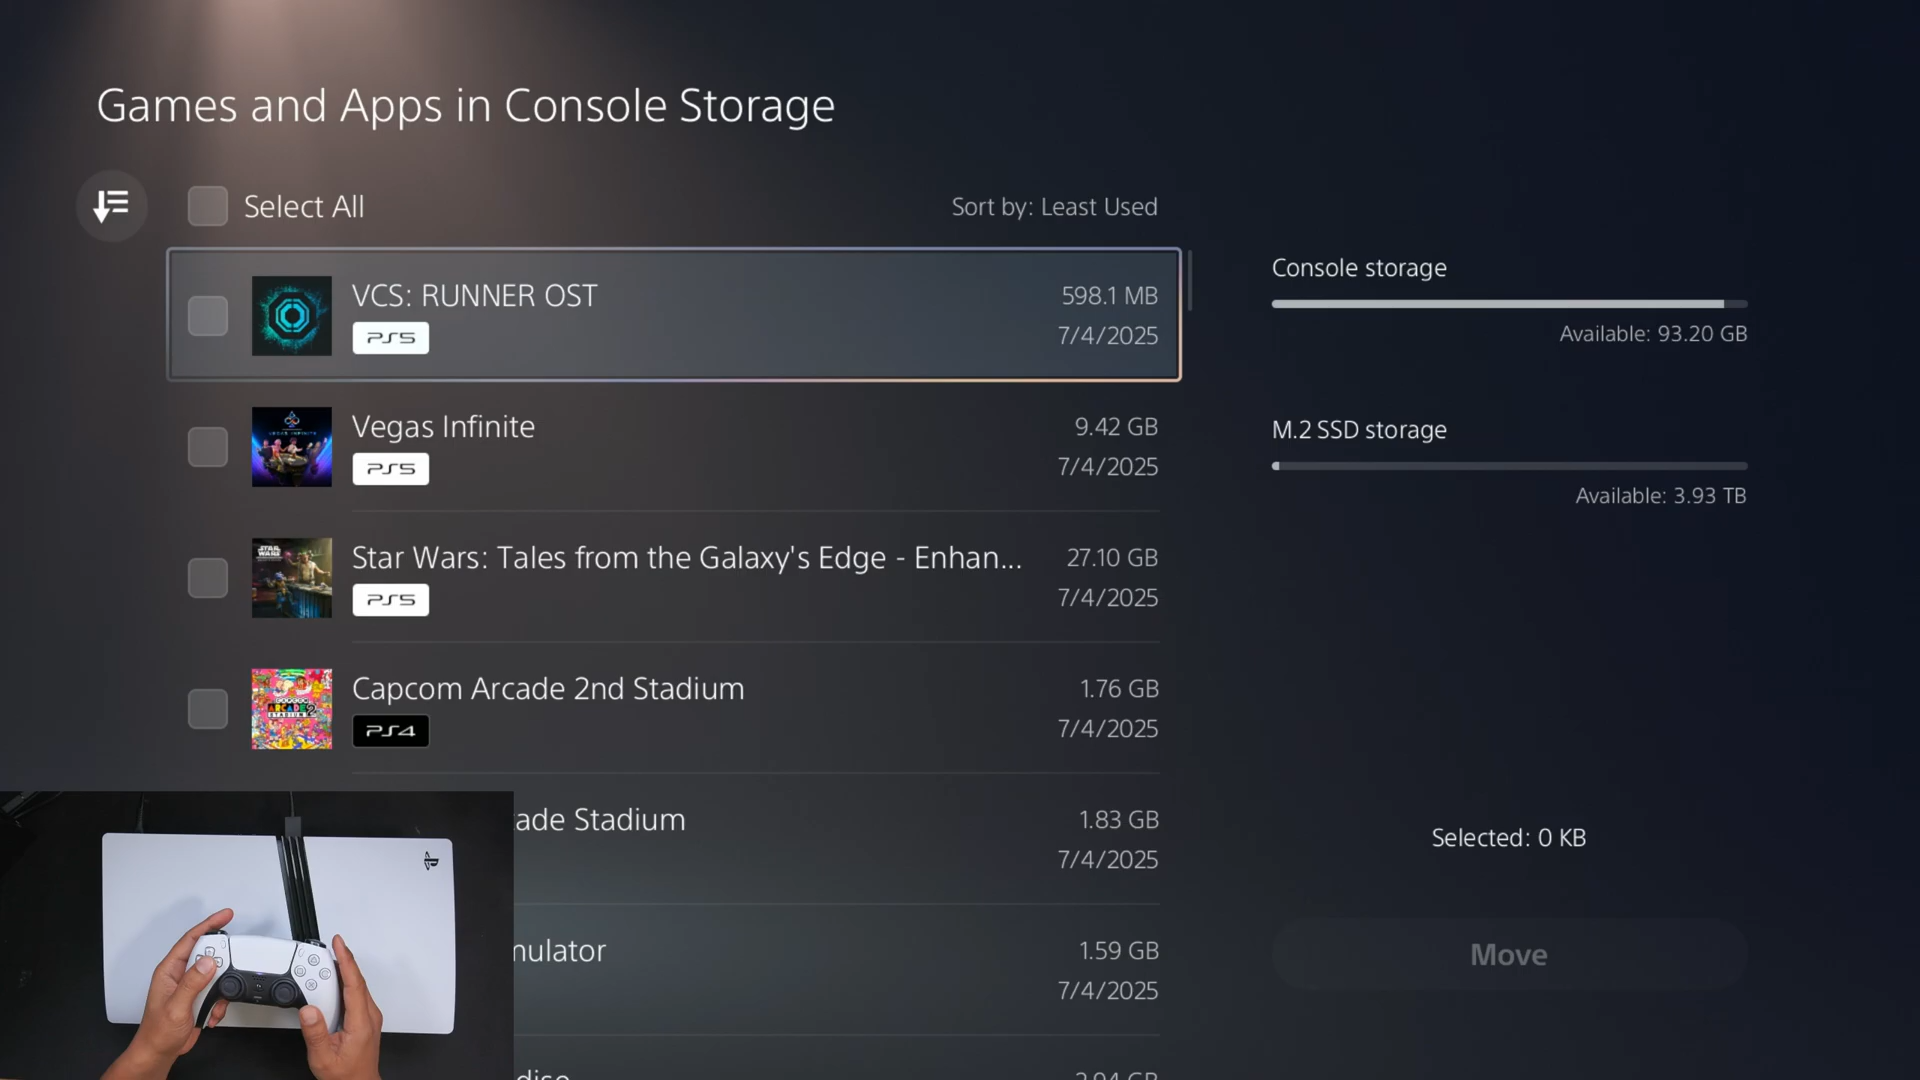 Games and Apps in Console Storage
Select All
Sort by: Least Used
VCS: RUNNER OST
598.1 MB
PS5
7/4/2025
Vegas Infinite
9.42 GB
PS5
7/4/2025
Star Wars: Tales from the Galaxy's Edge - Enhan...
27.10 GB
PS5
7/4/2025
Capcom Arcade 2nd Stadium
1.76 GB
PS4
7/4/2025
ade Stadium
1.83 GB
7/4/2025
mulator
1.59 GB
7/4/2025
Console storage
Available: 93.20 GB
M.2 SSD storage
Available: 3.93 TB
Selected: 0 KB
Move